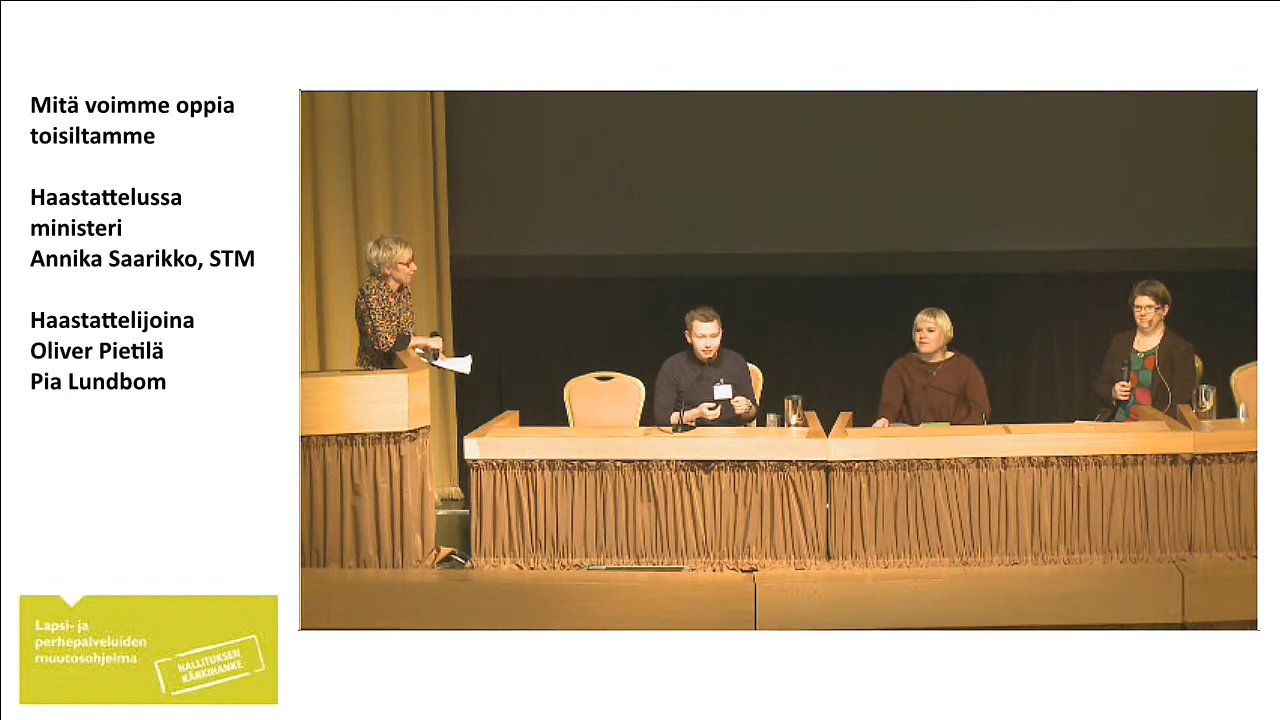 Mitä voimme oppia
toisiltamme
Haastattelussa
ministeri
Annika Saarikko, STM
Haastattelijoina
Oliver Pietilä
Pia Lundbom
Lapsi- ja
perhepalveluiden
muutosohjelma
HALLITUKSEN
KÄRKIHANKE